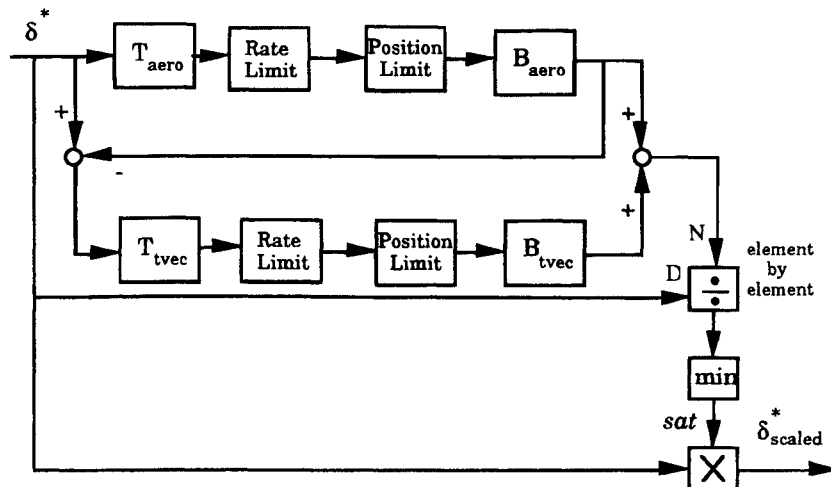 δ*
T_aero
Rate
Limit
Position
Limit
B_aero
+
+
-
T_tvec
Rate
Limit
Position
Limit
B_tvec
+
N
D
÷
element
by
element
min
sat
δ*_scaled
X